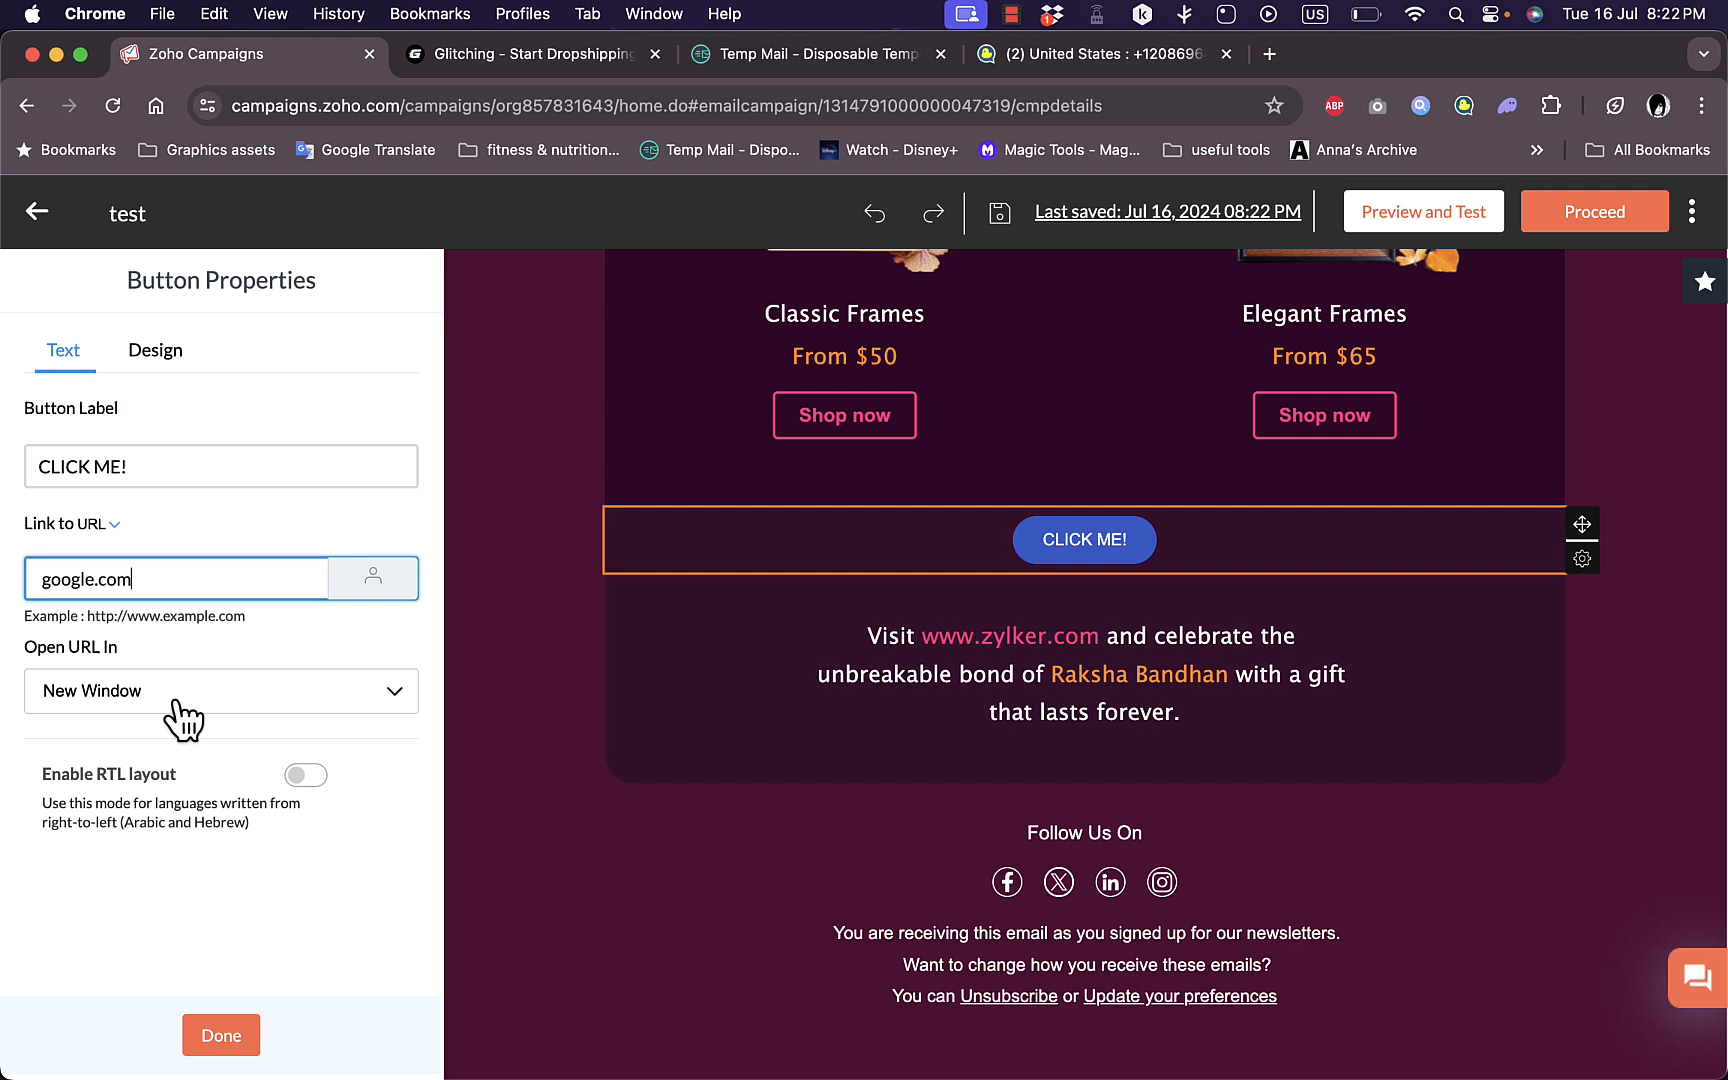 Chrome File Edit View History Bookmarks Profiles Tab Window Help
1 US Tue 16 Jul 8:22 PM
Zoho Campaigns
Glitching - Start Dropshipping
Temp Mail - Disposable Temp
(2) United States : +1208696
campaigns.zoho.com/campaigns/org857831643/home.do#emailcampaign/1314791000000047319/cmpdetails
ABP
Bookmarks Graphics assets Google Translate fitness & nutrition... Temp Mail - Dispo... Watch - Disney+ Magic Tools - Mag... useful tools Anna's Archive All Bookmarks
test
Last saved: Jul 16, 2024 08:22 PM
Preview and Test
Proceed
Button Properties
Text Design
Button Label
CLICK ME!
Link to URL
google.com
Example : http://www.example.com
Open URL In
New Window
Enable RTL layout
Use this mode for languages written from
right-to-left (Arabic and Hebrew)
Done
Classic Frames
From $50
Shop now
Elegant Frames
From $65
Shop now
CLICK ME!
Visit www.zylker.com and celebrate the
unbreakable bond of Raksha Bandhan with a gift
that lasts forever.
Follow Us On
You are receiving this email as you signed up for our newsletters.
Want to change how you receive these emails?
You can Unsubscribe or Update your preferences